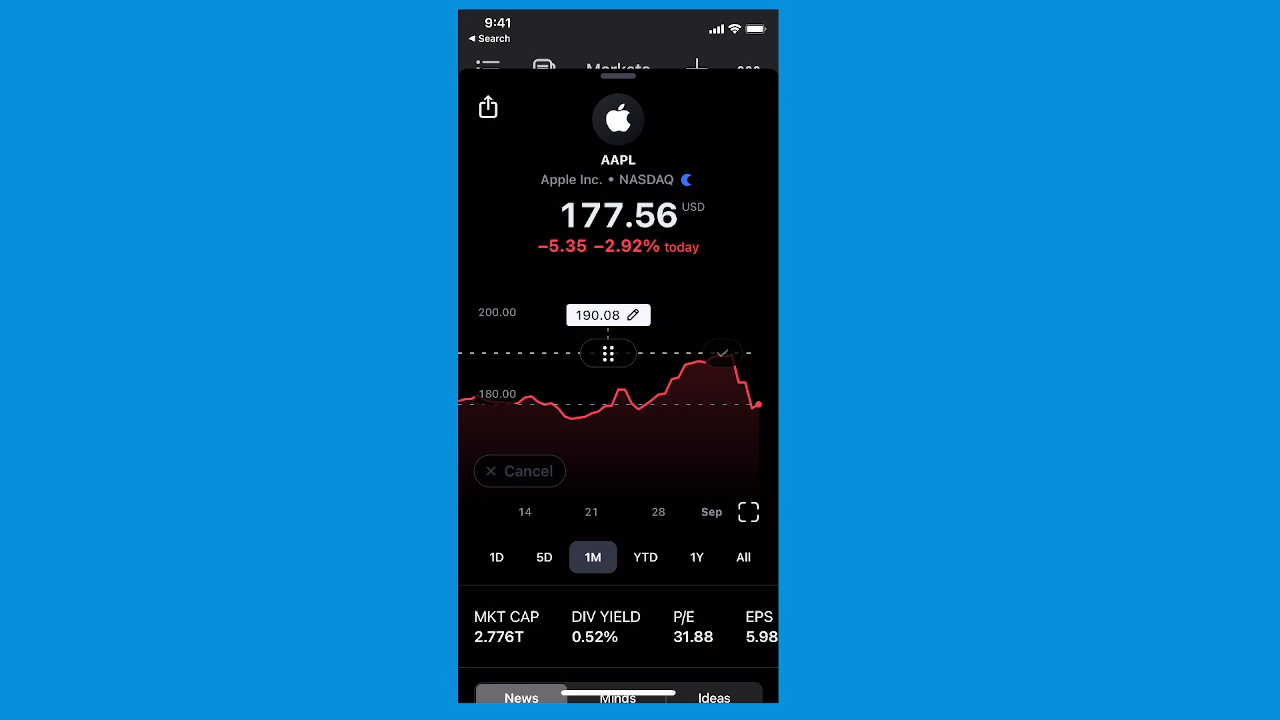 9:41
◄ Search
Markets
AAPL
Apple Inc. • NASDAQ
177.56 USD
−5.35 −2.92% today
200.00
190.08
180.00
× Cancel
14 21 28 Sep
1D 5D 1M YTD 1Y All
MKT CAP DIV YIELD P/E EPS
2.776T 0.52% 31.88 5.98
News Minds Ideas